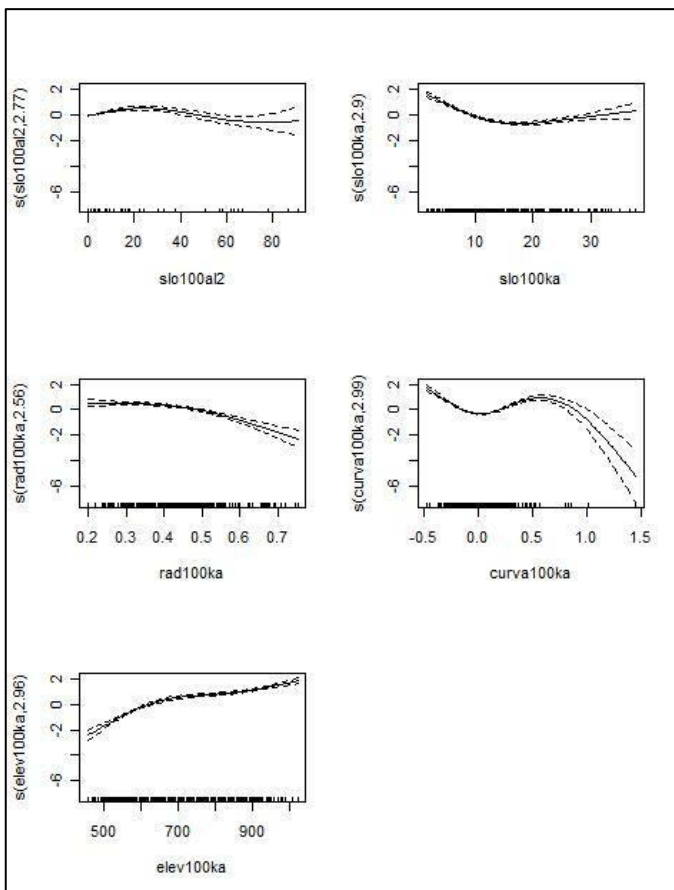 s(slo100al2,2.77)
2
0
-2
-6
0 20 40 60 80
slo100al2
s(slo100ka,2.9)
2
0
-2
-6
10 20 30
slo100ka
s(rad100ka,2.56)
2
0
-2
-6
0.2 0.3 0.4 0.5 0.6 0.7
rad100ka
s(curva100ka,2.99)
2
0
-2
-6
-0.5 0.0 0.5 1.0 1.5
curva100ka
s(elev100ka,2.96)
2
0
-2
-6
500 700 900
elev100ka